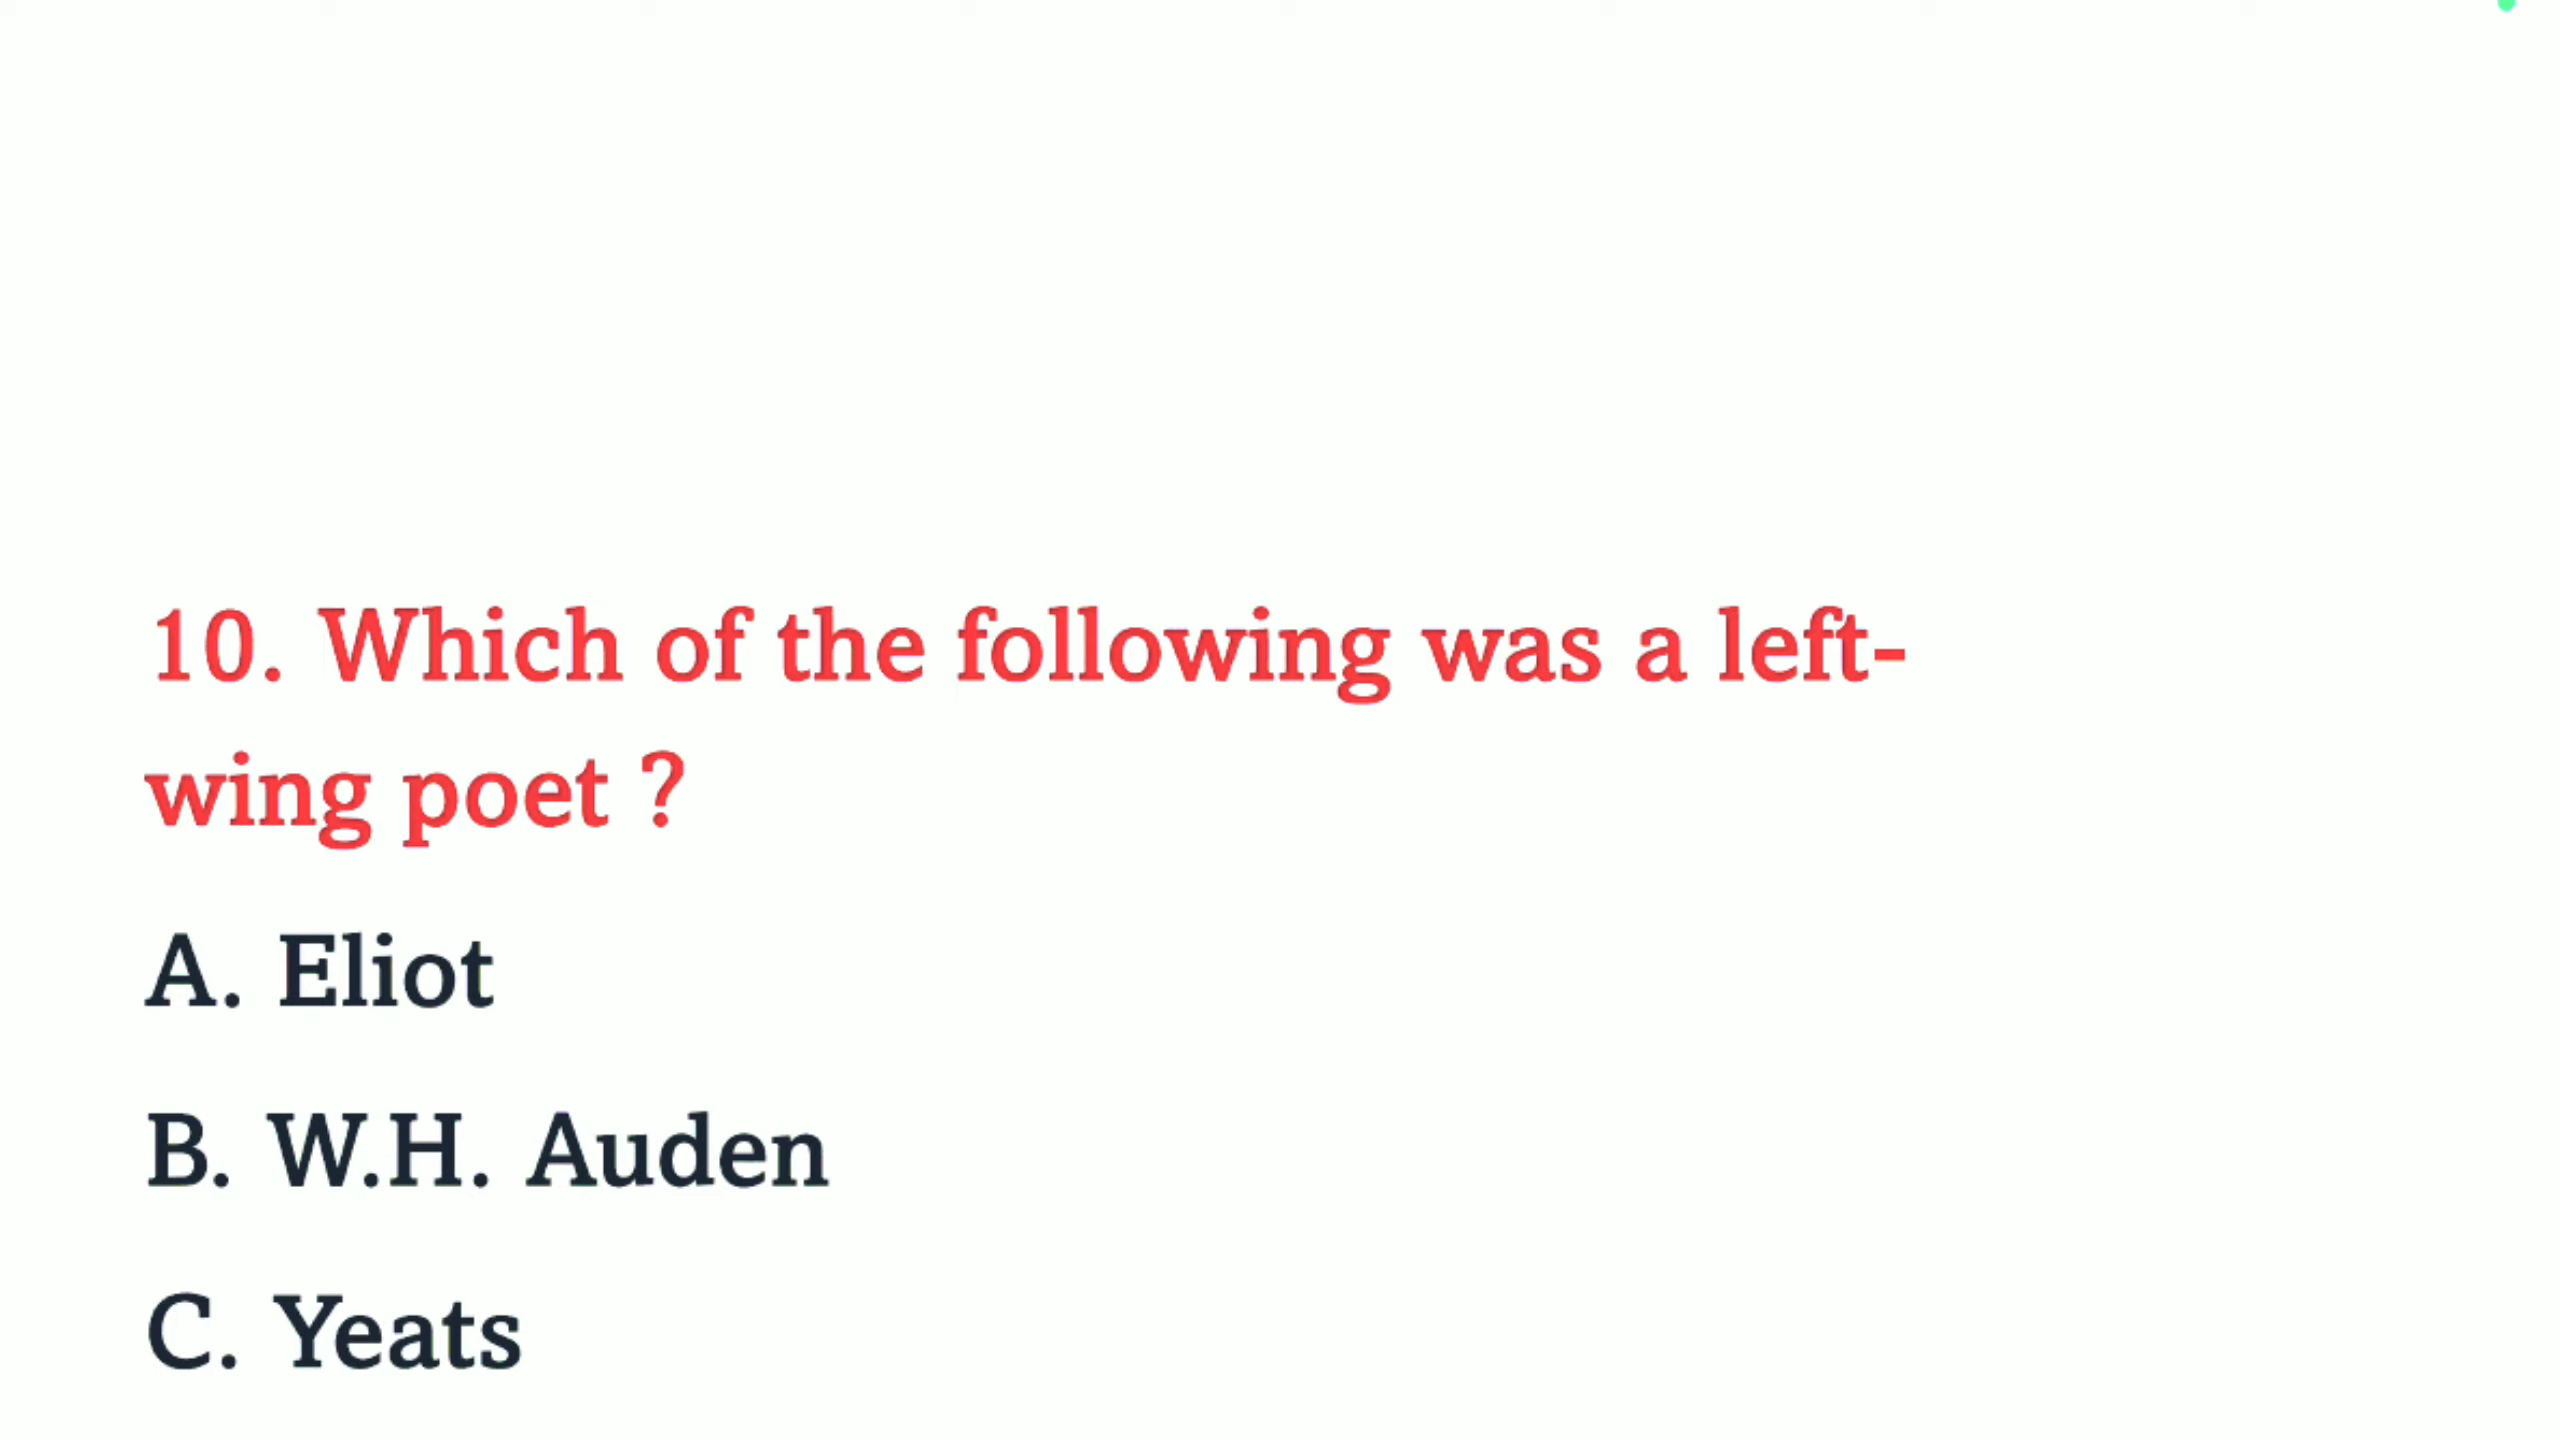 10. Which of the following was a left-
wing poet ?
A. Eliot
B. W.H. Auden
C. Yeats